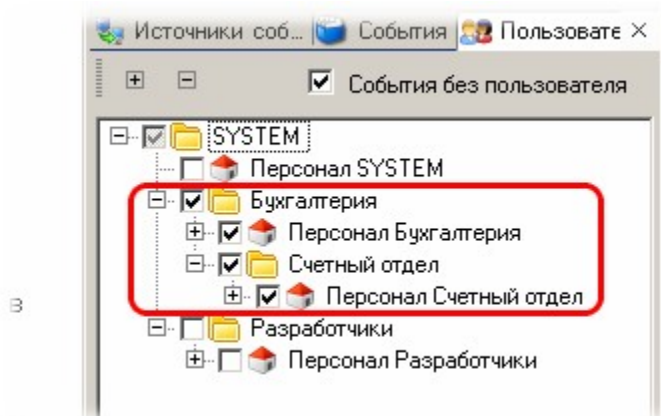 Источники соб... События Пользовате
События без пользователя
SYSTEM
Персонал SYSTEM
Бухгалтерия
Персонал Бухгалтерия
Счетный отдел
Персонал Счетный отдел
в
Разработчики
Персонал Разработчики